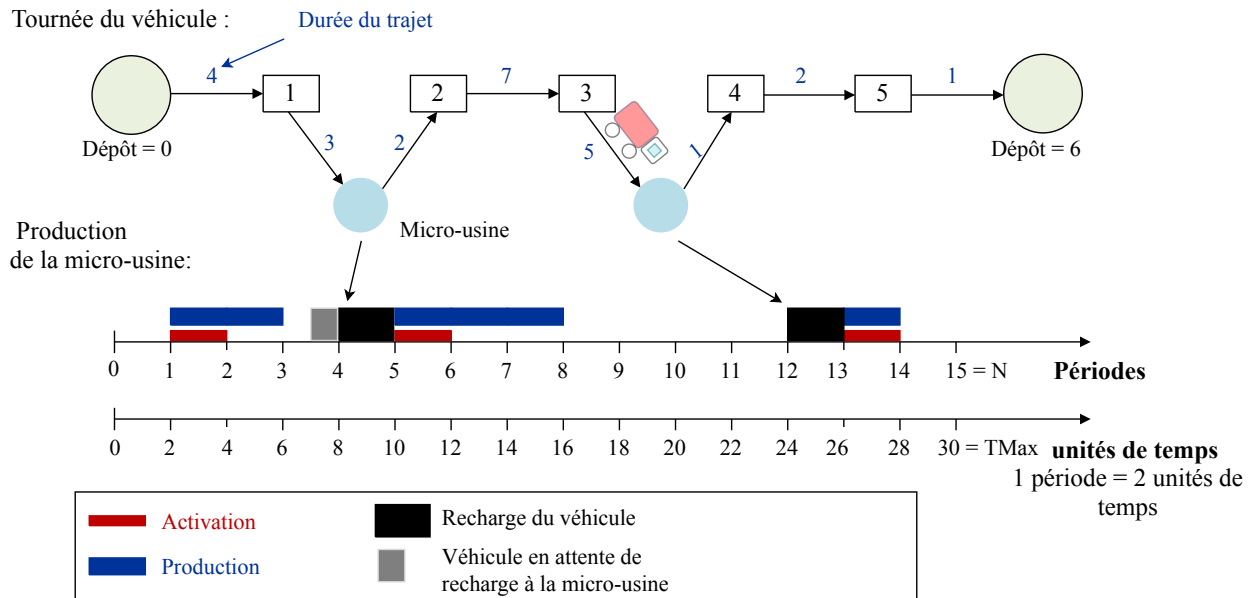 Tournée du véhicule :
Durée du trajet
4
1
3
2
2
7
3
5
1
4
2
5
1
Dépôt = 0
Dépôt = 6
Micro-usine
Production
de la micro-usine:
0 1 2 3 4 5 6 7 8 9 10 11 12 13 14 15 = N Périodes
0 2 4 6 8 10 12 14 16 18 20 22 24 26 28 30 = TMax unités de temps
1 période = 2 unités de
temps
Activation
Recharge du véhicule
Production
Véhicule en attente de
recharge à la micro-usine